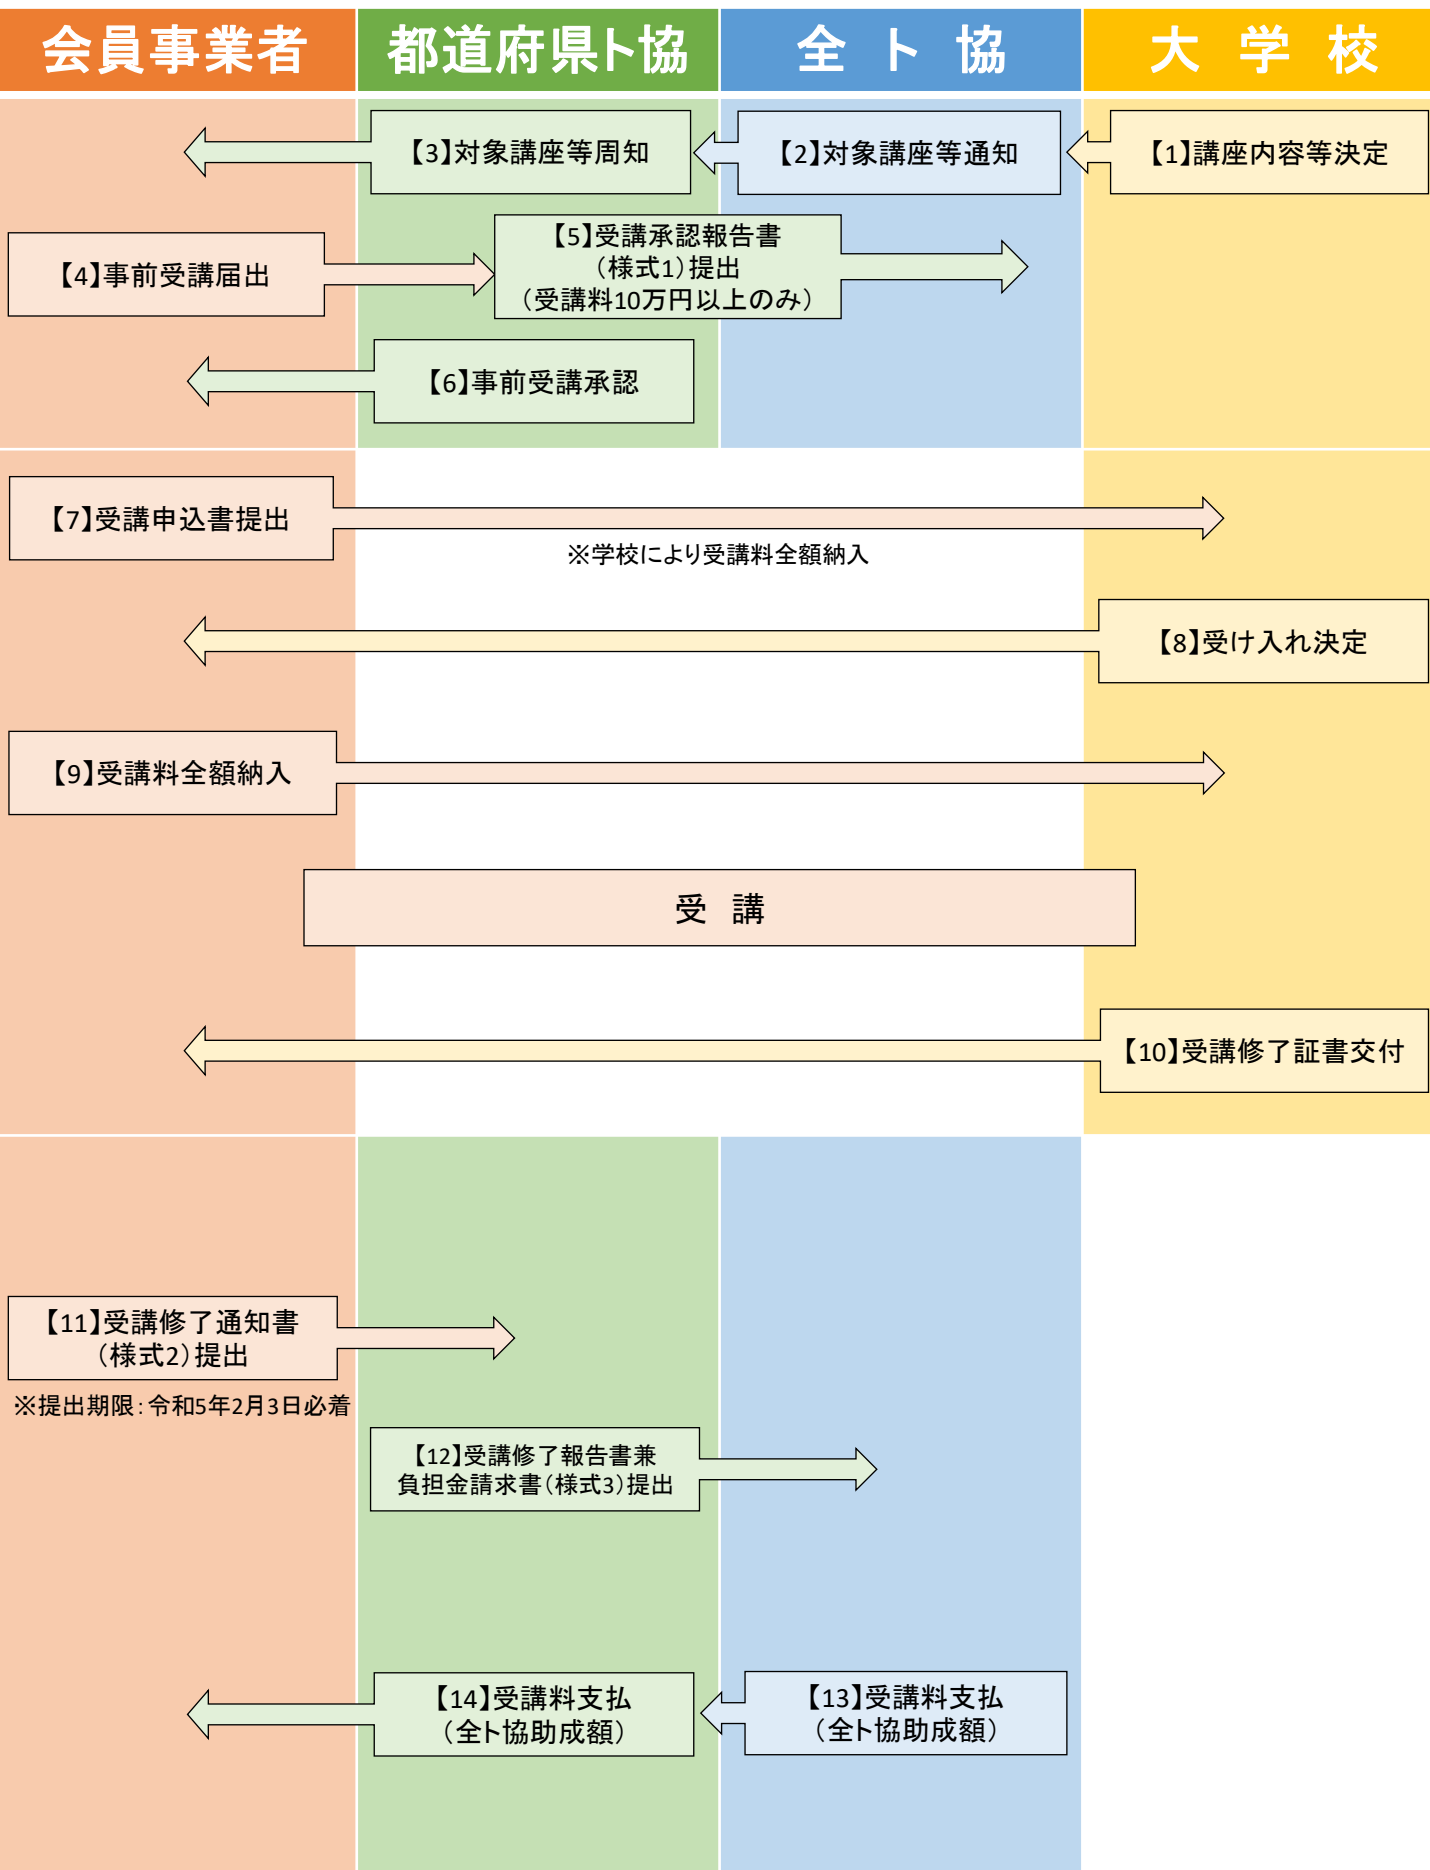 会員事業者
都道府県ト協
全　ト　協
大　学　校
【3】対象講座等周知
【2】対象講座等通知
【1】講座内容等決定
【4】事前受講届出
【5】受講承認報告書
（様式1）提出
（受講料10万円以上のみ）
【6】事前受講承認
【7】受講申込書提出
※学校により受講料全額納入
【8】受け入れ決定
【9】受講料全額納入
受　講
【10】受講修了証書交付
【11】受講修了通知書
（様式2）提出
※提出期限：令和5年2月3日必着
【12】受講修了報告書兼
負担金請求書（様式3）提出
【14】受講料支払
（全ト協助成額）
【13】受講料支払
（全ト協助成額）